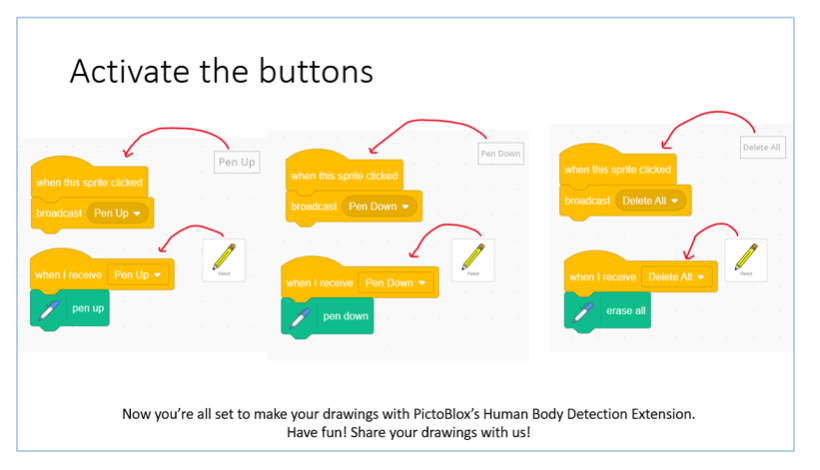 Activate the buttons
Pen Up
when this sprite clicked
broadcast Pen Up
when I receive Pen Up
Pencil
pen up
Pen Down
when this sprite clicked
broadcast Pen Down
when I receive Pen Down
Pencil
pen down
Delete All
when this sprite clicked
broadcast Delete All
when I receive Delete All
Pencil
erase all
Now you're all set to make your drawings with PictoBlox's Human Body Detection Extension.
Have fun! Share your drawings with us!